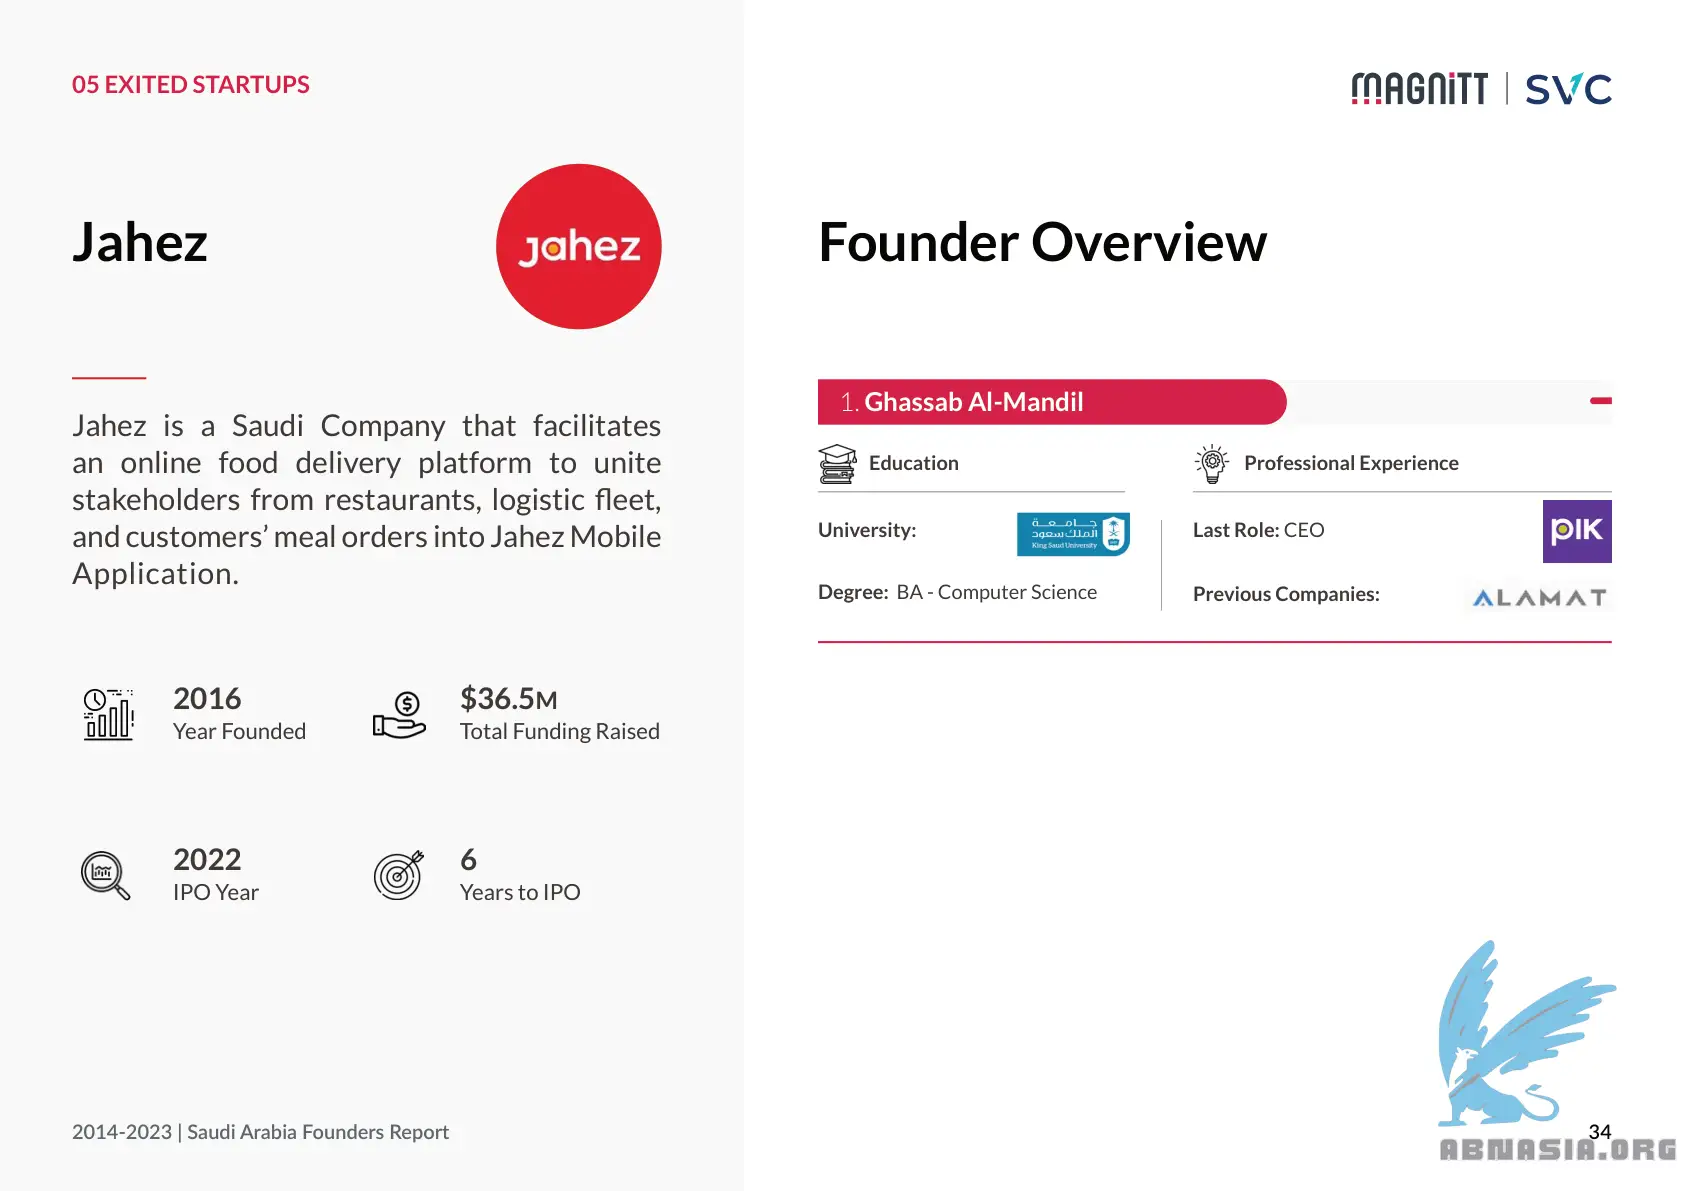 05 EXITED STARTUPS
MAGNiTT | SVC
Jahez
Jahez
Founder Overview
Jahez is a Saudi Company that facilitates
an online food delivery platform to unite
stakeholders from restaurants, logistic fleet,
and customers’ meal orders into Jahez Mobile
Application.
2016
Year Founded
$36.5M
Total Funding Raised
2022
IPO Year
6
Years to IPO
1. Ghassab Al-Mandil
Education
University:
جامعة
الملك سعود
King Saud University
Degree: BA - Computer Science
Professional Experience
Last Role: CEO
PIK
Previous Companies:
ALAMAT
2014-2023 | Saudi Arabia Founders Report
34
ABNASIA.ORG